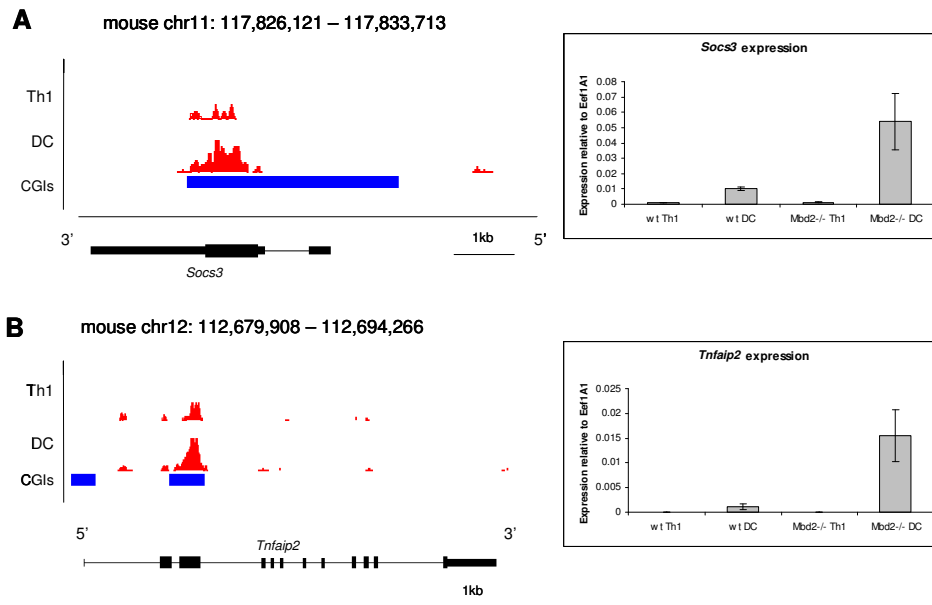 A
mouse chr11: 117,826,121 – 117,833,713
Th1
DC
CGIs
3’
1kb
5’
Socs3
Socs3 expression
Expression relative to Eef1A1
0.08
0.07
0.06
0.05
0.04
0.03
0.02
0.01
0
wt Th1
wt DC
Mbd2-/- Th1
Mbd2-/- DC
B
mouse chr12: 112,679,908 – 112,694,266
Th1
DC
CGIs
5’
Tnfaip2
3’
1kb
Tnfaip2 expression
Expression relative to Eef1A1
0.025
0.02
0.015
0.01
0.005
0
wt Th1
wt DC
Mbd2-/- Th1
Mbd2-/- DC